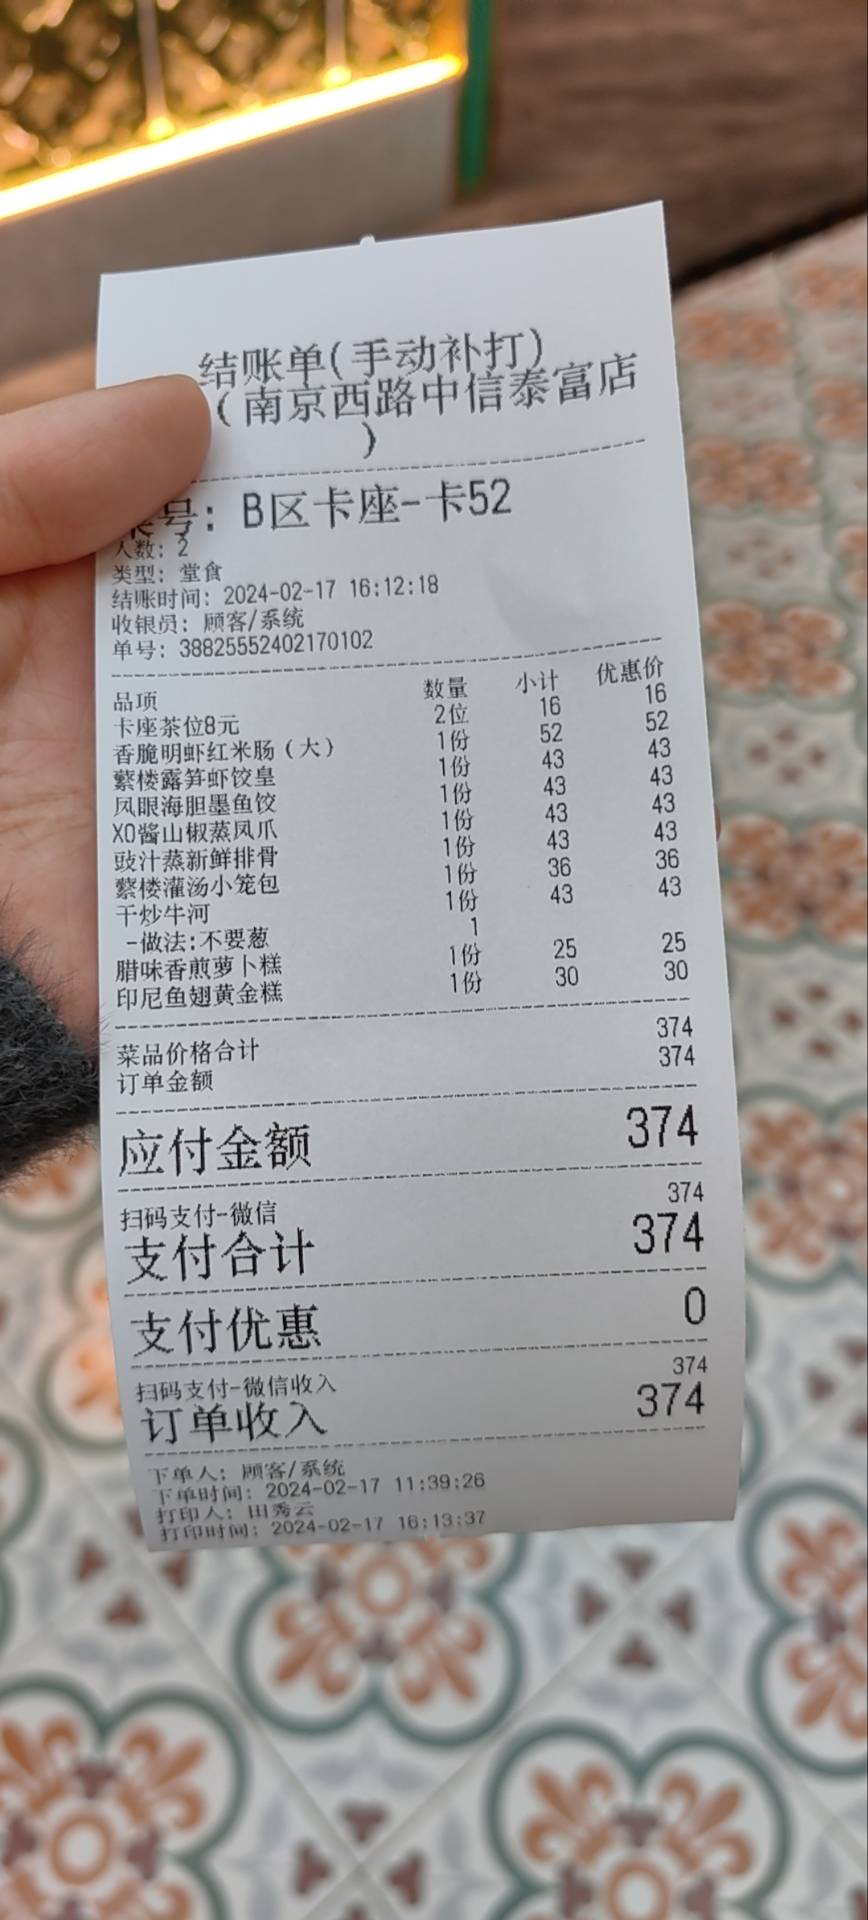 结账单(手动补打)
(南京西路中信泰富店
)
号: B区卡座-卡52
人数: 2
类型: 堂食
结账时间: 2024-02-17 16:12:18
收银员: 顾客/系统
单号: 38825552402170102
品项 数量 小计 优惠价
卡座茶位8元 2位 16 16
香脆明虾红米肠（大） 1份 52 52
蘩楼露笋虾饺皇 1份 43 43
凤眼海胆墨鱼饺 1份 43 43
XO酱山椒蒸凤爪 1份 43 43
豉汁蒸新鲜排骨 1份 43 43
蘩楼灌汤小笼包 1份 36 36
干炒牛河 1份 43 43
-做法:不要葱 1
腊味香煎萝卜糕 1份 25 25
印尼鱼翅黄金糕 1份 30 30
菜品价格合计 374
订单金额 374
应付金额 374
扫码支付-微信 374
支付合计 374
支付优惠 0
扫码支付-微信收入 374
订单收入 374
下单人: 顾客/系统
下单时间: 2024-02-17 11:39:26
打印人: 田秀云
打印时间: 2024-02-17 16:13:37